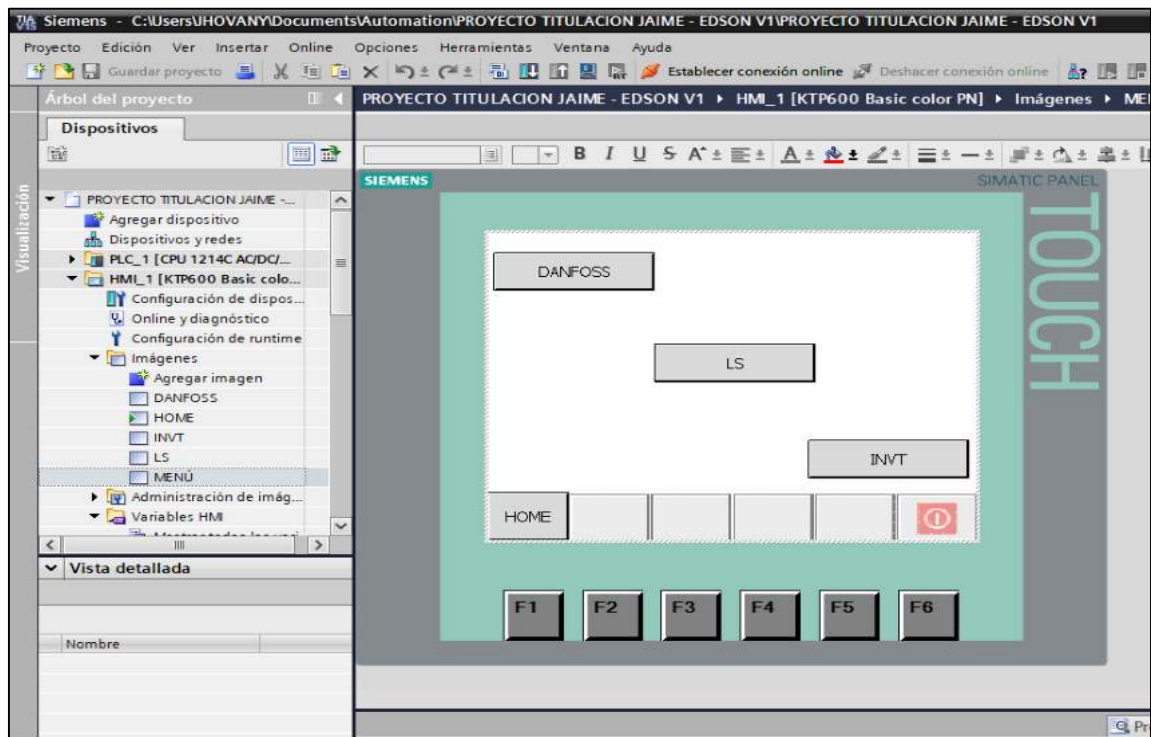 Siemens - C:\Users\JHOVANY\Documents\Automation\PROYECTO TITULACION JAIME - EDSON V1\PROYECTO TITULACION JAIME - EDSON V1
Proyecto Edición Ver Insertar Online Opciones Herramientas Ventana Ayuda
Guardar proyecto Establecer conexión online Deshacer conexión online
Árbol del proyecto
PROYECTO TITULACION JAIME - EDSON V1 HMI_1 [KTP600 Basic color PN] Imágenes
Dispositivos
B I U S A A
Visualización
SIEMENS
SIMATIC PANEL
TOUCH
PROYECTO TITULACION JAIME -...
Agregar dispositivo
Dispositivos y redes
PLC_1 [CPU 1214C AC/DC/...
HMI_1 [KTP600 Basic colo...
Configuración de dispos...
Online y diagnóstico
Configuración de runtime
Imágenes
Agregar imagen
DANFOSS
HOME
INVT
LS
MENÚ
Administración de imág...
Variables HMI
DANFOSS
LS
INVT
HOME
F1 F2 F3 F4 F5 F6
Vista detallada
Nombre